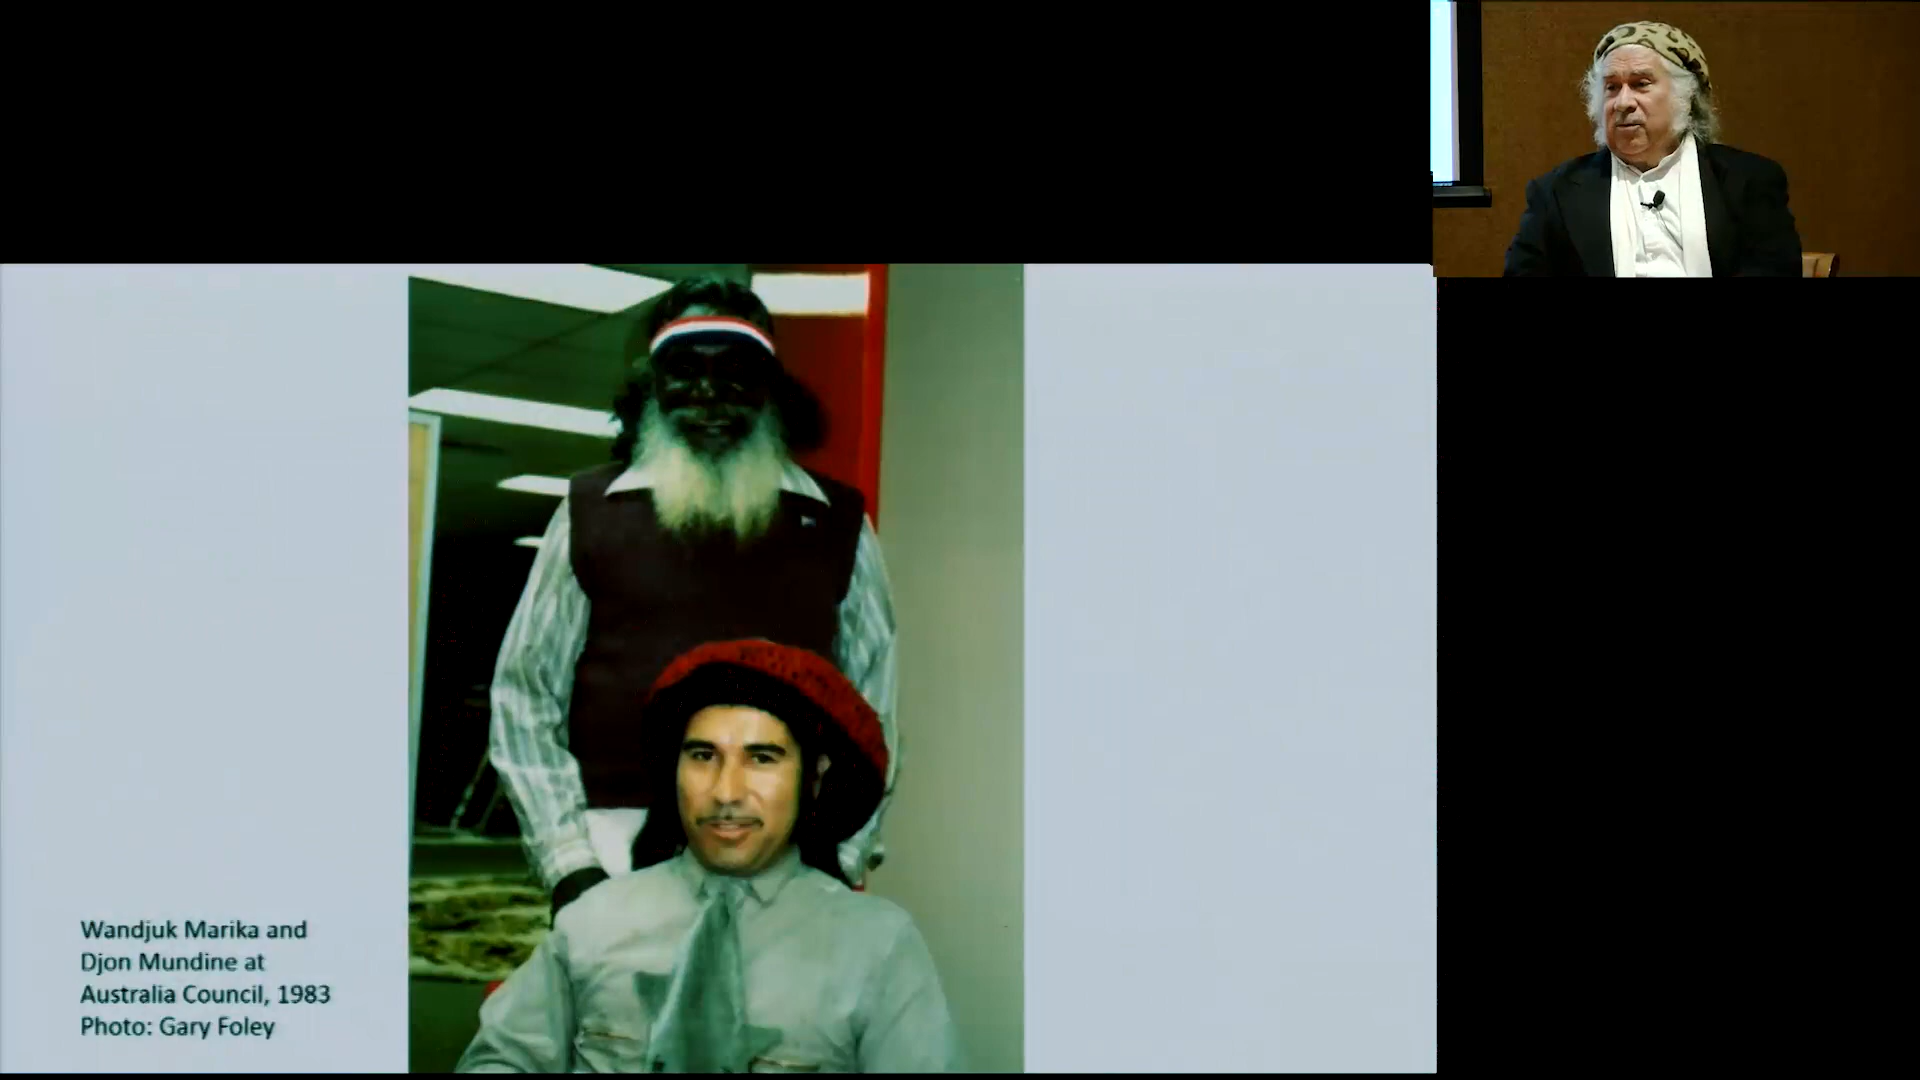 Wandjuk Marika and
Djon Mundine at
Australia Council, 1983
Photo: Gary Foley